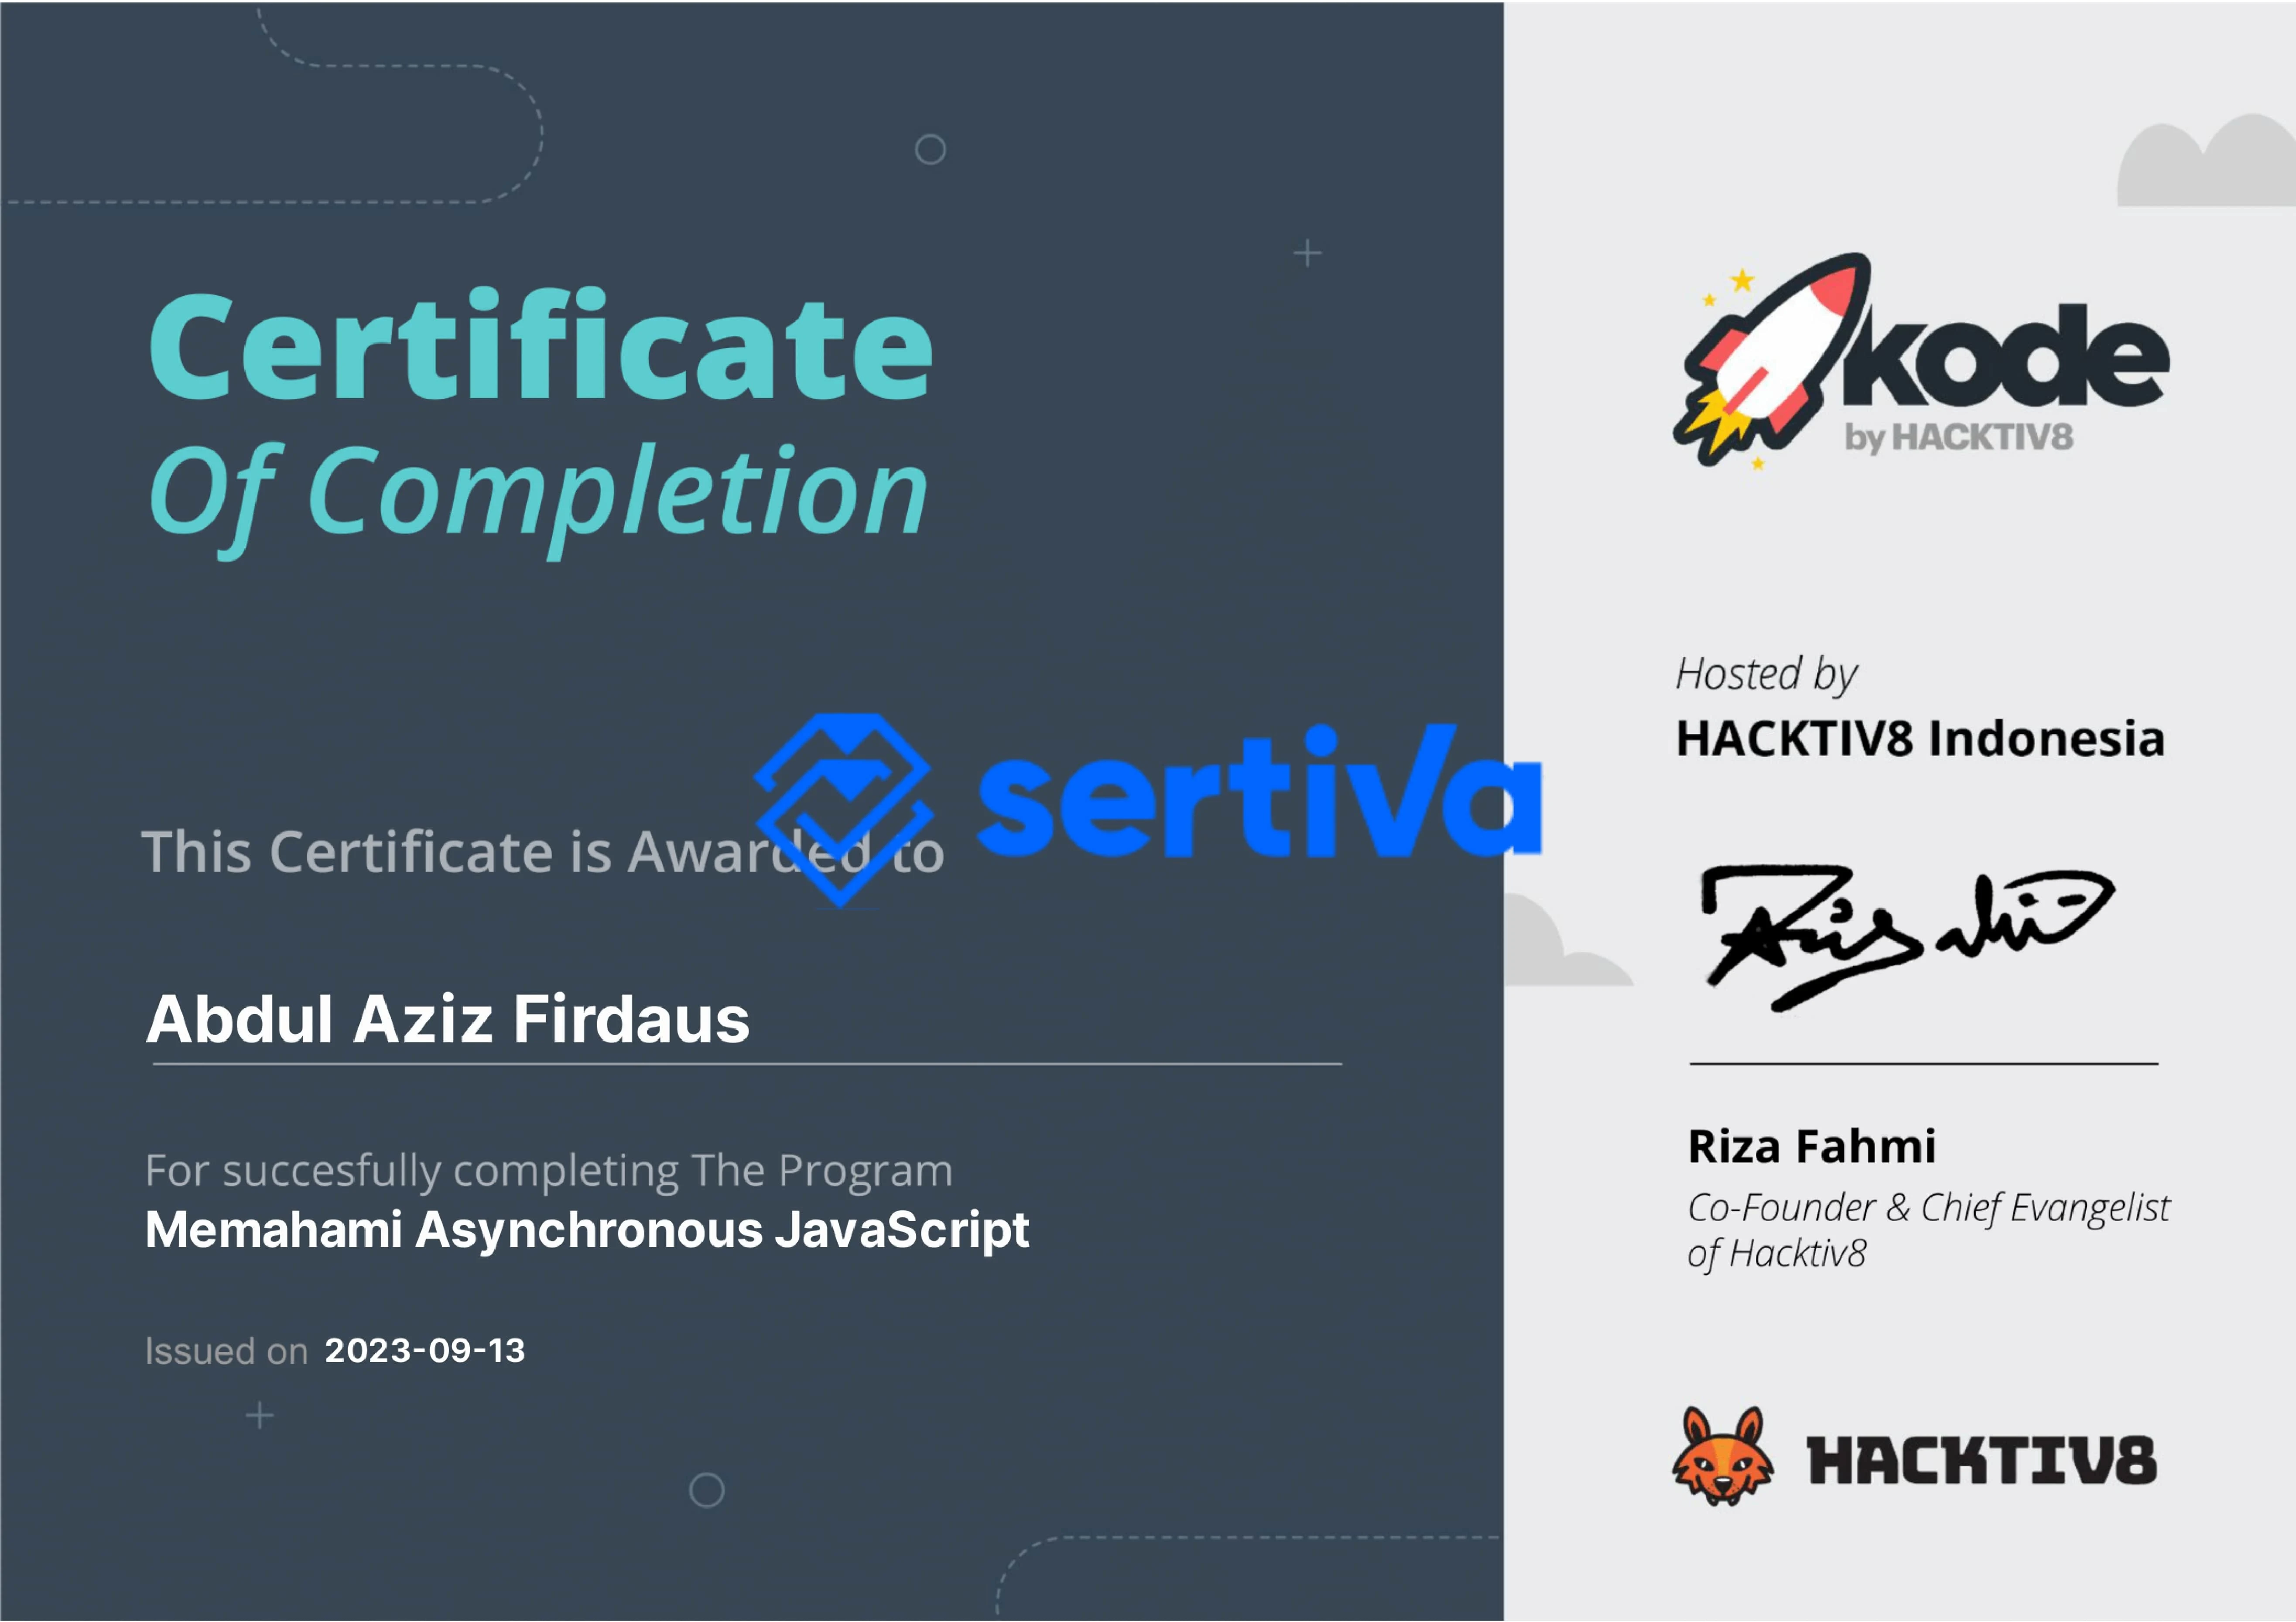 Certificate
Of Completion
This Certificate is Awarded to
Abdul Aziz Firdaus
For succesfully completing The Program
Memahami Asynchronous JavaScript
Issued on 2023-09-13
sertiva
kode
by HACKTIV8
Hosted by
HACKTIV8 Indonesia
Riza Fahmi
Co-Founder & Chief Evangelist
of Hacktiv8
HACKTIV8